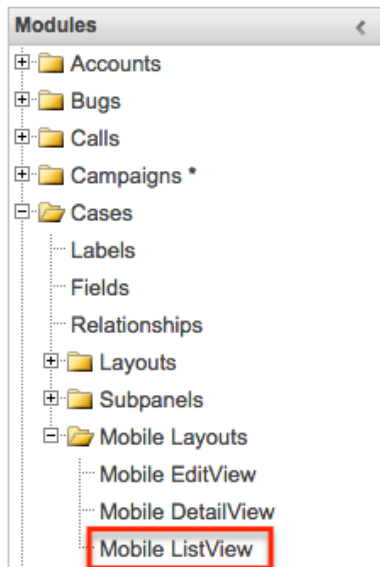 Modules
Accounts
Bugs
Calls
Campaigns *
Cases
Labels
Fields
Relationships
Layouts
Subpanels
Mobile Layouts
Mobile EditView
Mobile DetailView
Mobile ListView